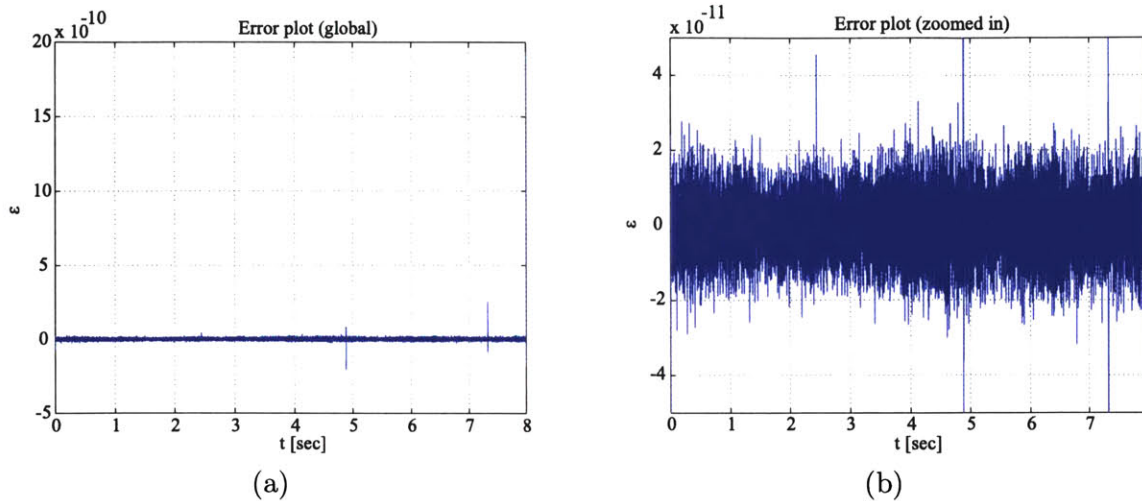 x 10^-10
Error plot (global)
20
15
10
5
0
-5
ε
0 1 2 3 4 5 6 7 8
t [sec]
(a)
x 10^-11
Error plot (zoomed in)
4
2
0
-2
-4
ε
0 1 2 3 4 5 6 7
t [sec]
(b)